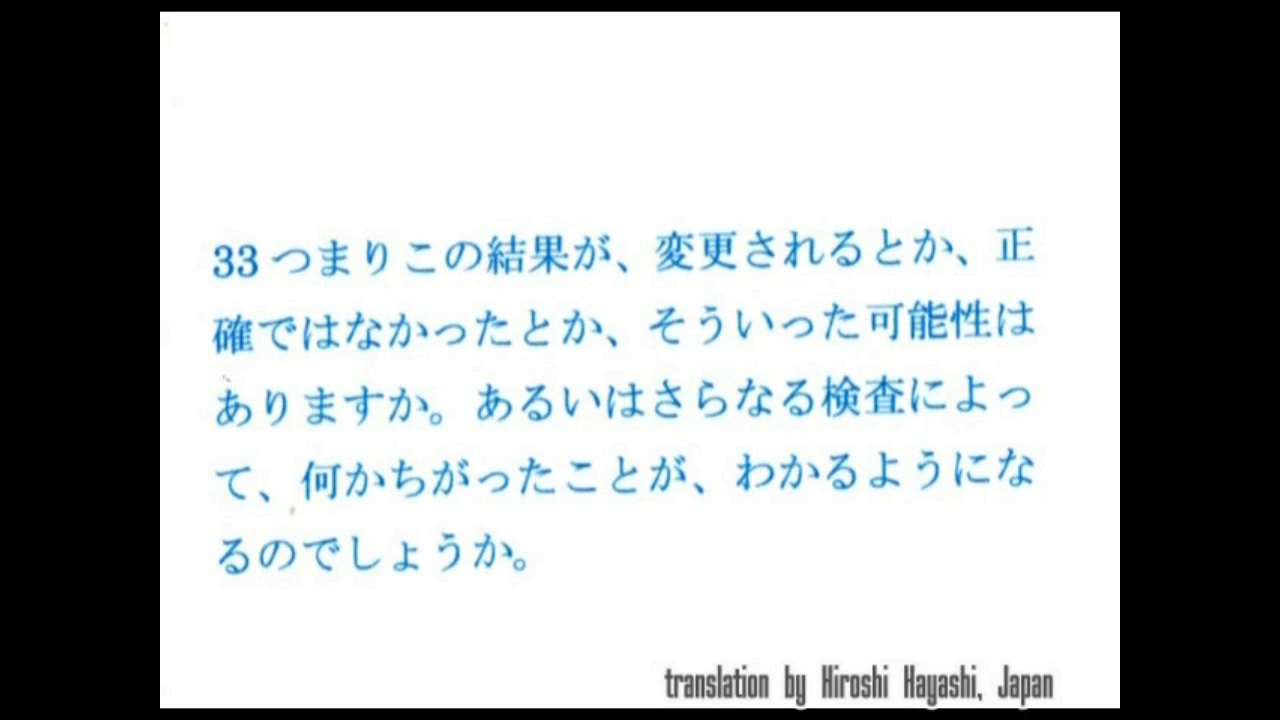 33 つまりこの結果が、変更されるとか、正
確ではなかったとか、そういった可能性は
ありますか。あるいはさらなる検査によっ
て、何かちがったことが、わかるようにな
るのでしょうか。
translation by Hiroshi Hayashi, Japan